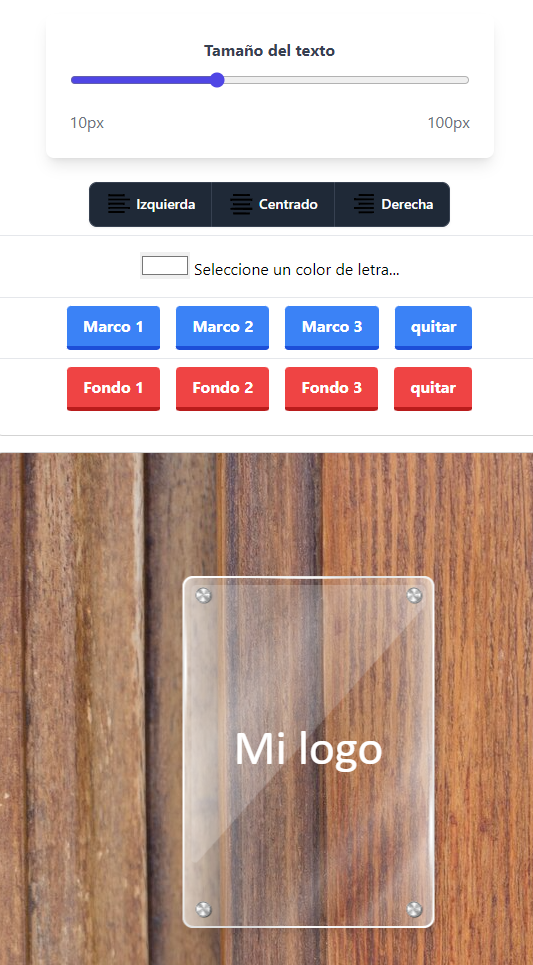 Tamaño del texto
10px 100px
Izquierda Centrado Derecha
Seleccione un color de letra...
Marco 1 Marco 2 Marco 3 quitar
Fondo 1 Fondo 2 Fondo 3 quitar
Mi logo